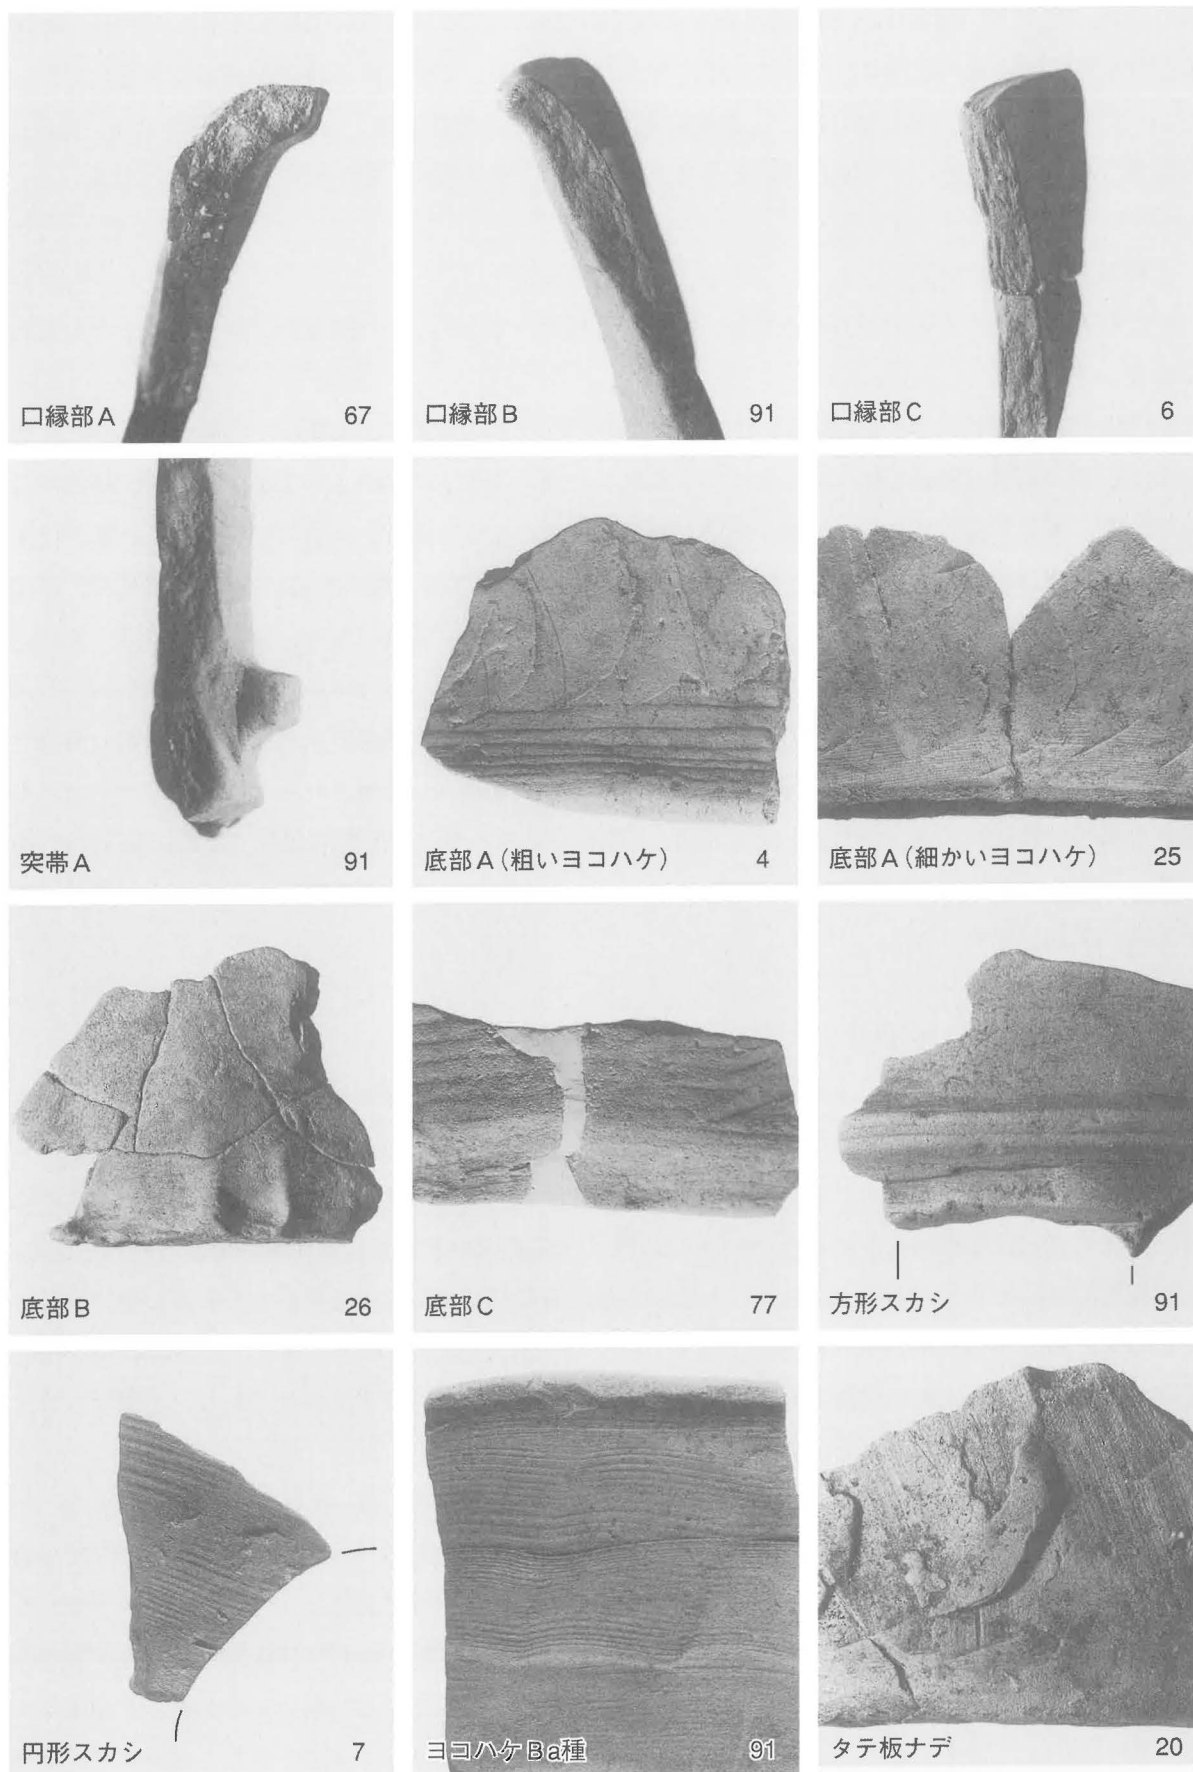 口縁部A 67
口縁部B 91
口縁部C 6
突帯A 91
底部A(粗いヨコハケ) 4
底部A(細かいヨコハケ) 25
底部B 26
底部C 77
方形スカシ 91
円形スカシ 7
ヨコハケBa種 91
タテ板ナデ 20